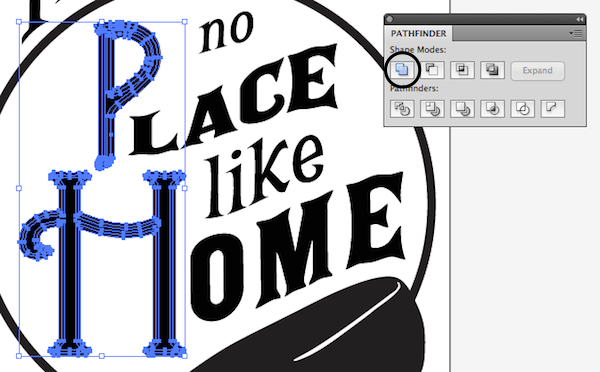 no
PLACE
like
HOME
PATHFINDER
Shape Modes:
Expand
Pathfinders: